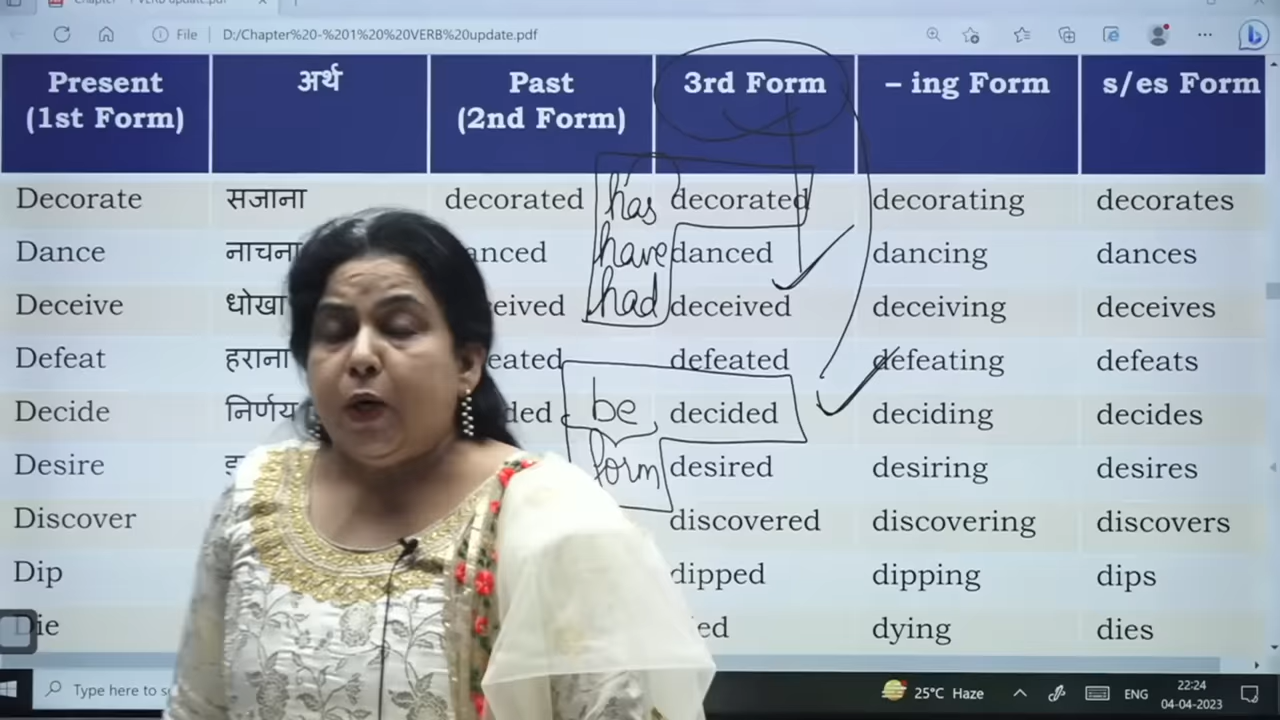 File D:/Chapter%20-%201%20%20VERB%20update.pdf
Present (1st Form) अर्थ Past (2nd Form) 3rd Form – ing Form s/es Form
Decorate सजाना decorated has decorated decorating decorates
Dance नाचना have danced dancing dances
Deceive धोखा had deceived deceiving deceives
Defeat हराना defeated defeating defeats
Decide निर्णय be decided deciding decides
Desire form desired desiring desires
Discover discovered discovering discovers
Dip dipped dipping dips
dying dies
Type here to 25°C Haze ENG 22:24
04-04-2023